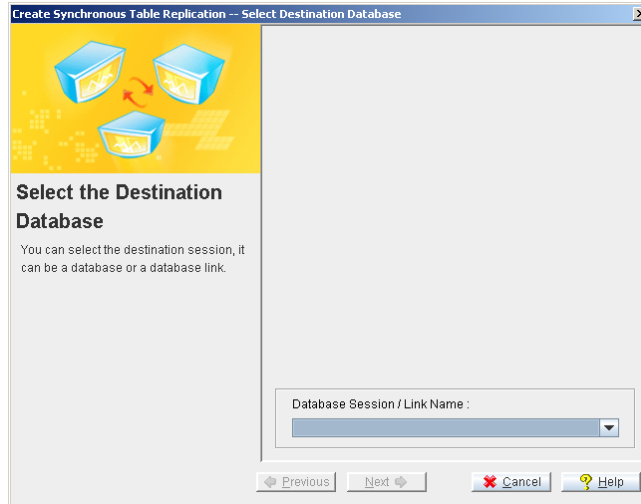 Create Synchronous Table Replication -- Select Destination Database
Select the Destination
Database
You can select the destination session, it
can be a database or a database link.
Database Session / Link Name :
Previous Next Cancel Help